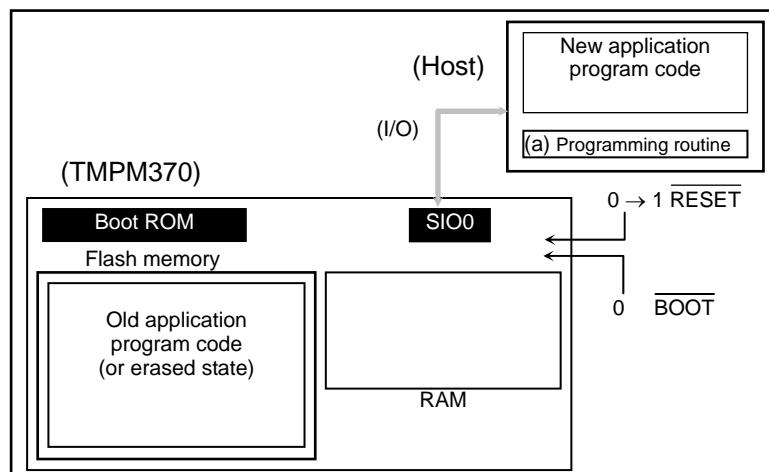 New application
program code
(Host)
(I/O)
(a) Programming routine
(TMPM370)
0 → 1 RESET
Boot ROM
SIO0
Flash memory
0 BOOT
Old application
program code
(or erased state)
RAM